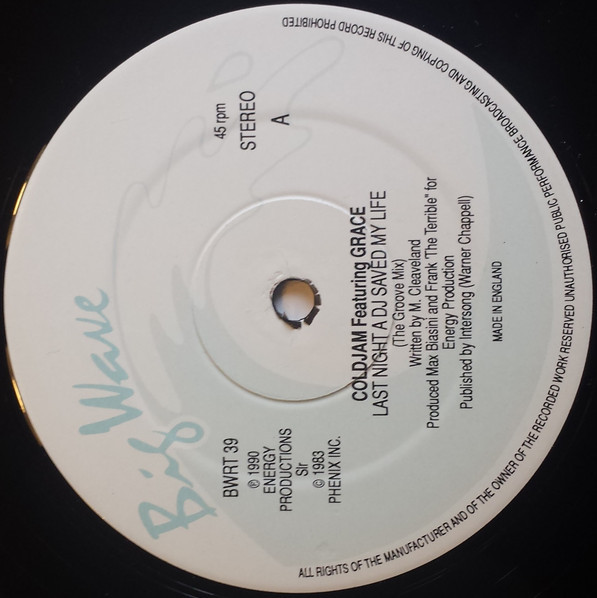 Big Wave
BWRT 39
℗ 1990
ENERGY
PRODUCTIONS
Slr
© 1983
PHENIX INC.
45 rpm
STEREO
A
COLDJAM Featuring GRACE
LAST NIGHT A DJ SAVED MY LIFE
(The Groove Mix)
Written by M. Cleaveland
Produced Max Biasini and Frank "The Terrible" for
Energy Production
Published by Intersong (Warner Chappell)
MADE IN ENGLAND
ALL RIGHTS OF THE MANUFACTURER AND OF THE OWNER OF THE RECORDED WORK RESERVED UNAUTHORISED PUBLIC PERFORMANCE BROADCASTING AND COPYING OF THIS RECORD PROHIBITED